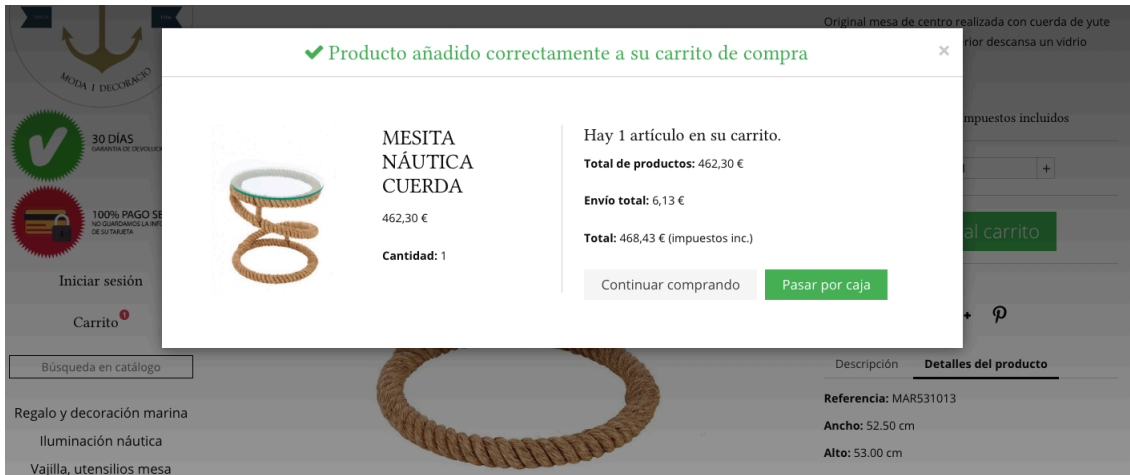 Original mesa de centro realizada con cuerda de yute
rior descansa un vidrio
✔ Producto añadido correctamente a su carrito de compra
×
MODA I DECORACIÓ
30 DÍAS
GARANTIA DE DEVOLUC
100% PAGO SE
NO GUARDAMOS LA INFO
DE SU TARJETA
MESITA
NÁUTICA
CUERDA
462,30 €
Cantidad: 1
Hay 1 artículo en su carrito.
Total de productos: 462,30 €
Envío total: 6,13 €
Total: 468,43 € (impuestos inc.)
Continuar comprando
Pasar por caja
mpuestos incluidos
+
al carrito
Iniciar sesión
Carrito 1
Búsqueda en catálogo
Regalo y decoración marina
Iluminación náutica
Vajilla, utensilios mesa
Descripción
Detalles del producto
Referencia: MAR531013
Ancho: 52.50 cm
Alto: 53.00 cm